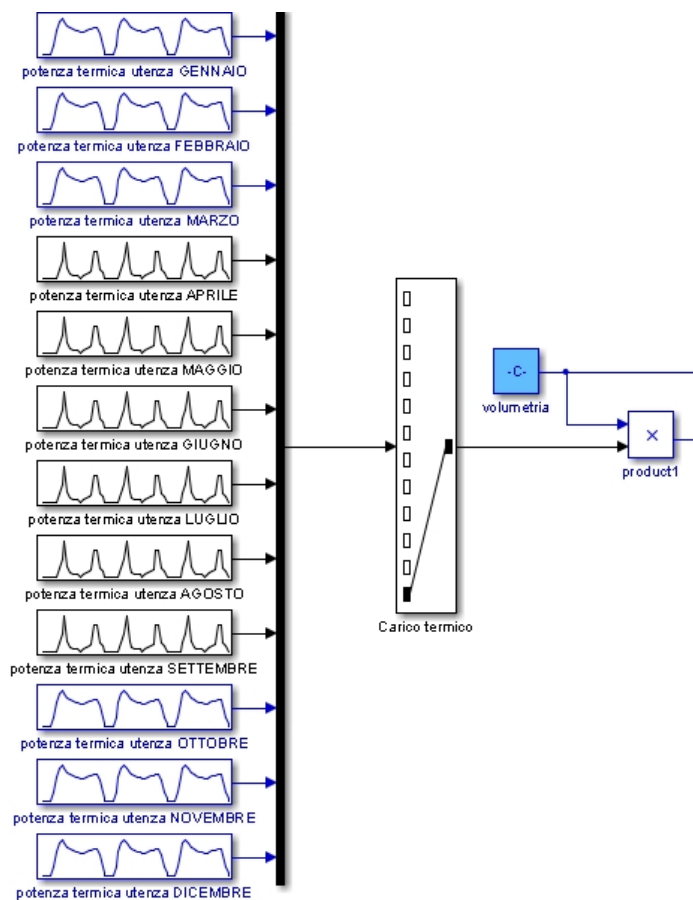 potenza termica utenza GENNAIO
potenza termica utenza FEBBRAIO
potenza termica utenza MARZO
potenza termica utenza APRILE
potenza termica utenza MAGGIO
potenza termica utenza GIUGNO
potenza termica utenza LUGLIO
potenza termica utenza AGOSTO
potenza termica utenza SETTEMBRE
potenza termica utenza OTTOBRE
potenza termica utenza NOVEMBRE
potenza termica utenza DICEMBRE
Carico termico
-C-
volumetria
×
product1